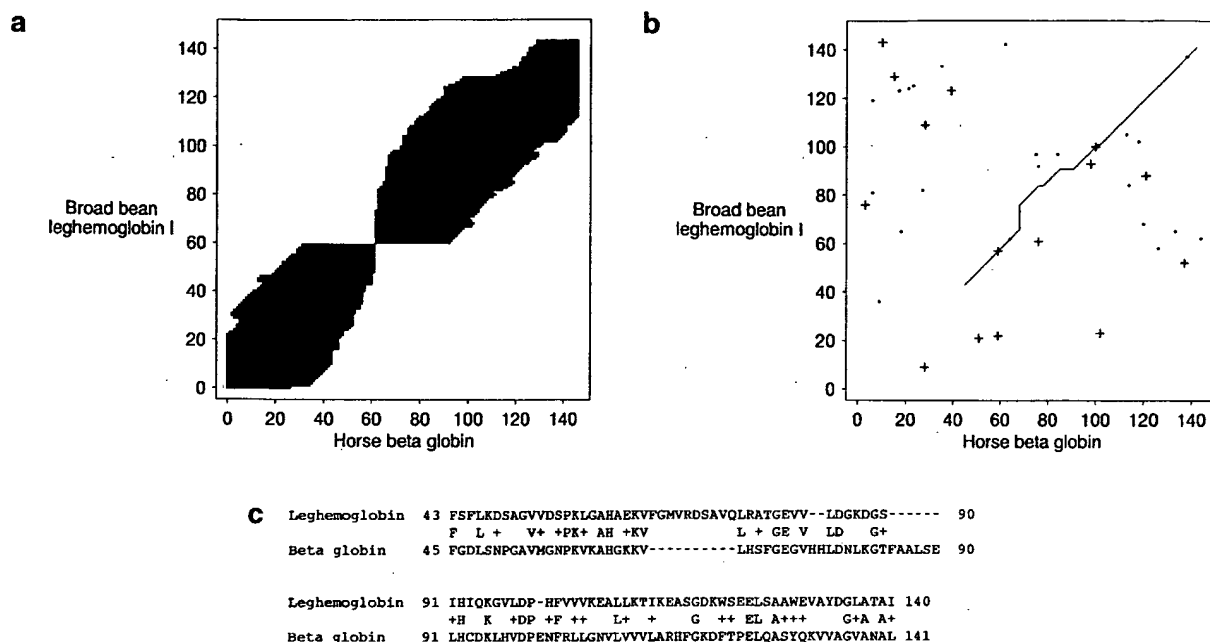 a
140
120
100
80
60
40
20
0
Broad bean
leghemoglobin I
0 20 40 60 80 100 120 140
Horse beta globin
b
140
120
100
80
60
40
20
0
Broad bean
leghemoglobin I
0 20 40 60 80 100 120 140
Horse beta globin
c
Leghemoglobin 43 FSFLKDSAGVVDSPKLGAHAEKVFGMVRDSAVQLRATGEVV--LDGKDGS------ 90
F L + V+ +PK+ AH +KV L + GE V LD G+
Beta globin 45 FGDLSNPGAVMGNPKVKAHGKKV----------LHSFGEGVHHLDNLKGTFAALSE 90
Leghemoglobin 91 IHIQKGVLDP-HFVVVKEALLKTIKEASGDKWSEELSAAWEVAYDGLATAI 140
+H K +DP +F ++ L+ + G ++ EL A+++ G+A A+
Beta globin 91 LHCDKLHVDPENFRLLGNVLVVVLARHFGKDFTPELQASYQKVVAGVANAL 141